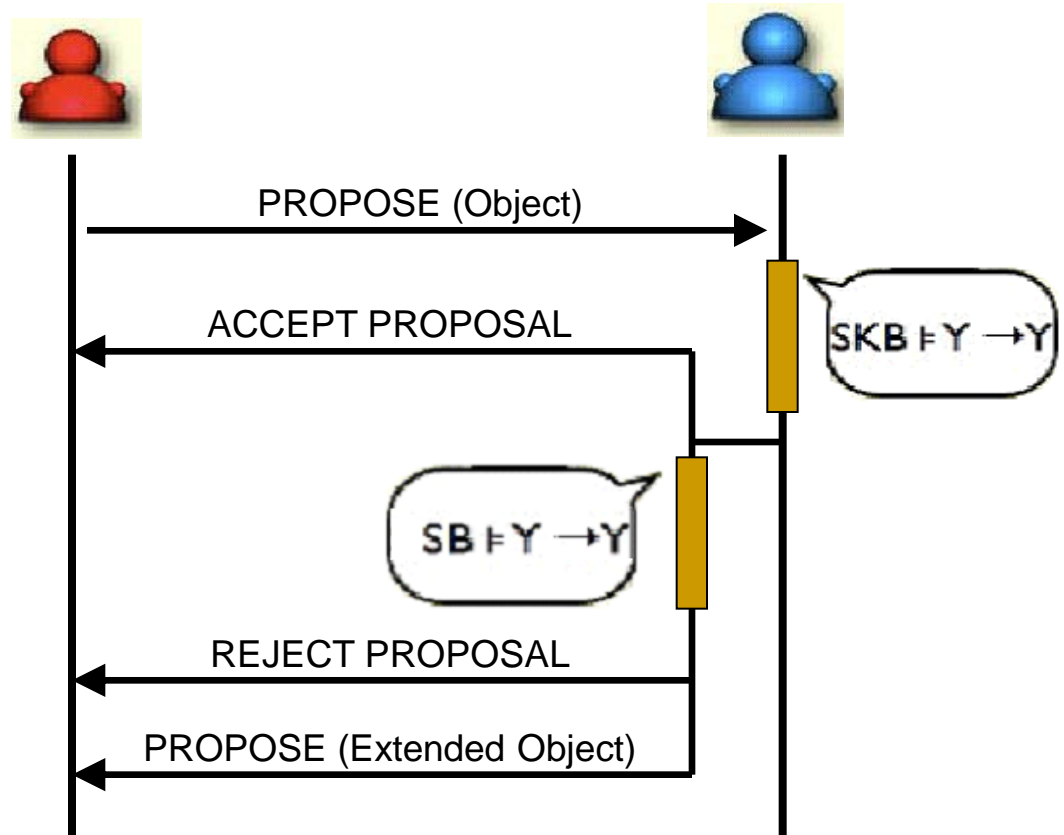 PROPOSE (Object)
ACCEPT PROPOSAL
SKB ⊧ Y →Y
SB ⊧ Y →Y
REJECT PROPOSAL
PROPOSE (Extended Object)